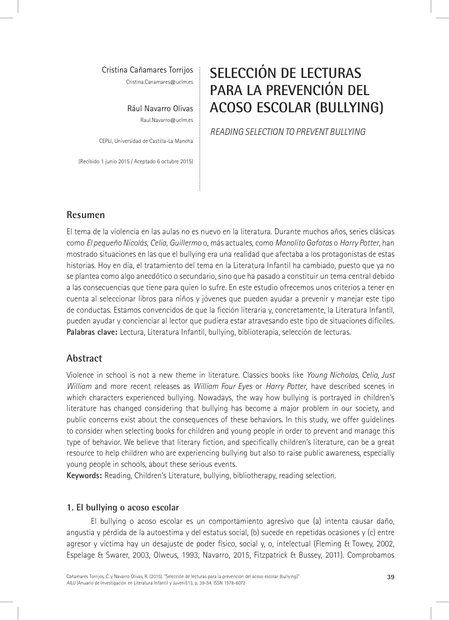 Cristina Cañamares Torrijos
Cristina.Canamares@uclm.es
Rául Navarro Olivas
Raul.Navarro@uclm.es
CEPLI, Universidad de Castilla-La Mancha
(Recibido 1 junio 2015 / Aceptado 6 octubre 2015)
SELECCIÓN DE LECTURAS
PARA LA PREVENCIÓN DEL
ACOSO ESCOLAR (BULLYING)
READING SELECTION TO PREVENT BULLYING
Resumen
El tema de la violencia en las aulas no es nuevo en la literatura. Durante muchos años, series clásicas
como El pequeño Nicolás, Celia, Guillermo o, más actuales, como Manolito Gafotas o Harry Potter, han
mostrado situaciones en las que el bullying era una realidad que afectaba a los protagonistas de estas
historias. Hoy en día, el tratamiento del tema en la Literatura Infantil ha cambiado, puesto que ya no
se plantea como algo anecdótico o secundario, sino que ha pasado a constituir un tema central debido
a las consecuencias que tiene para quien lo sufre. En este estudio ofrecemos unos criterios a tener en
cuenta al seleccionar libros para niños y jóvenes que pueden ayudar a prevenir y manejar este tipo
de conductas. Estamos convencidos de que la ficción literaria y, concretamente, la Literatura Infantil,
pueden ayudar y concienciar al lector que pudiera estar atravesando este tipo de situaciones difíciles.
Palabras clave: Lectura, Literatura Infantil, bullying, biblioterapia, selección de lecturas.
Abstract
Violence in school is not a new theme in literature. Classics books like Young Nicholas, Celia, Just
William and more recent releases as William Four Eyes or Harry Potter, have described scenes in
which characters experienced bullying. Nowadays, the way how bullying is portrayed in children's
literature has changed considering that bullying has become a major problem in our society, and
public concerns exist about the consequences of these behaviors. In this study, we offer guidelines
to consider when selecting books for children and young people in order to prevent and manage this
type of behavior. We believe that literary fiction, and specifically children's literature, can be a great
resource to help children who are experiencing bullying but also to raise public awareness, especially
young people in schools, about these serious events.
Keywords: Reading, Children's Literature, bullying, bibliotherapy, reading selection.
1. El bullying o acoso escolar
El bullying o acoso escolar es un comportamiento agresivo que (a) intenta causar daño,
angustia y pérdida de la autoestima y del estatus social, (b) sucede en repetidas ocasiones y (c) entre
agresor y víctima hay un desajuste de poder físico, social y, o, intelectual (Fleming & Towey, 2002,
Espelage & Swarer, 2003, Olweus, 1993; Navarro, 2015, Fitzpatrick & Bussey, 2011). Comprobamos
Cañamares Torrijos, C. y Navarro Olivas, R. (2015). "Selección de lecturas para la prevención del acoso escolar (bullying)"
AILIJ (Anuario de Investigación en Literatura Infantil y Juvenil)13, p. 39-54. ISSN: 1578-6072
39